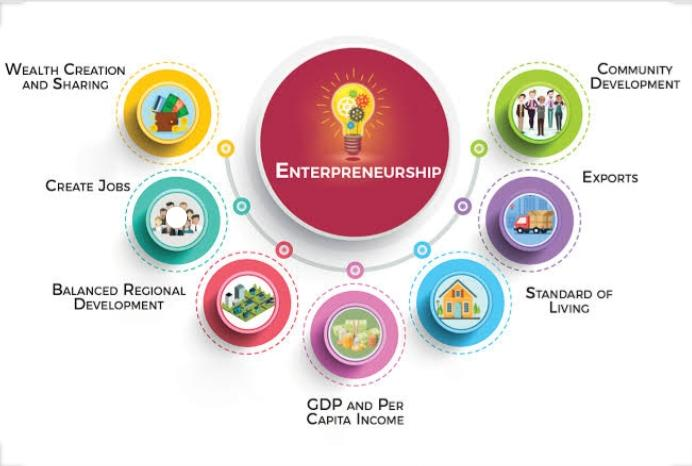 Enterpreneurship
Wealth Creation
and Sharing
Create Jobs
Balanced Regional
Development
GDP and Per
Capita Income
Standard of
Living
Exports
Community
Development